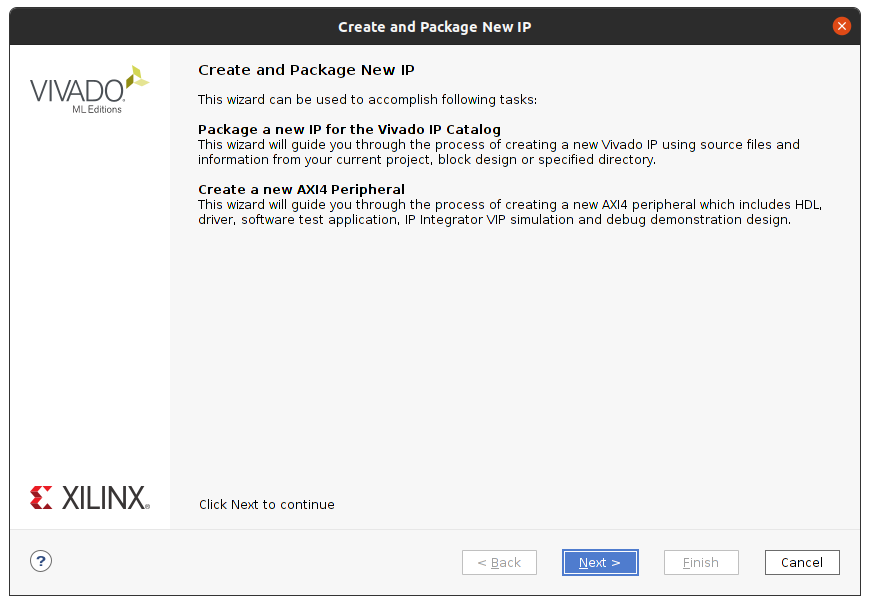 Create and Package New IP
VIVADO
ML Editions
Create and Package New IP
This wizard can be used to accomplish following tasks:
Package a new IP for the Vivado IP Catalog
This wizard will guide you through the process of creating a new Vivado IP using source files and
information from your current project, block design or specified directory.
Create a new AXI4 Peripheral
This wizard will guide you through the process of creating a new AXI4 peripheral which includes HDL,
driver, software test application, IP Integrator VIP simulation and debug demonstration design.
XILINX®
Click Next to continue
?
< Back
Next >
Finish
Cancel